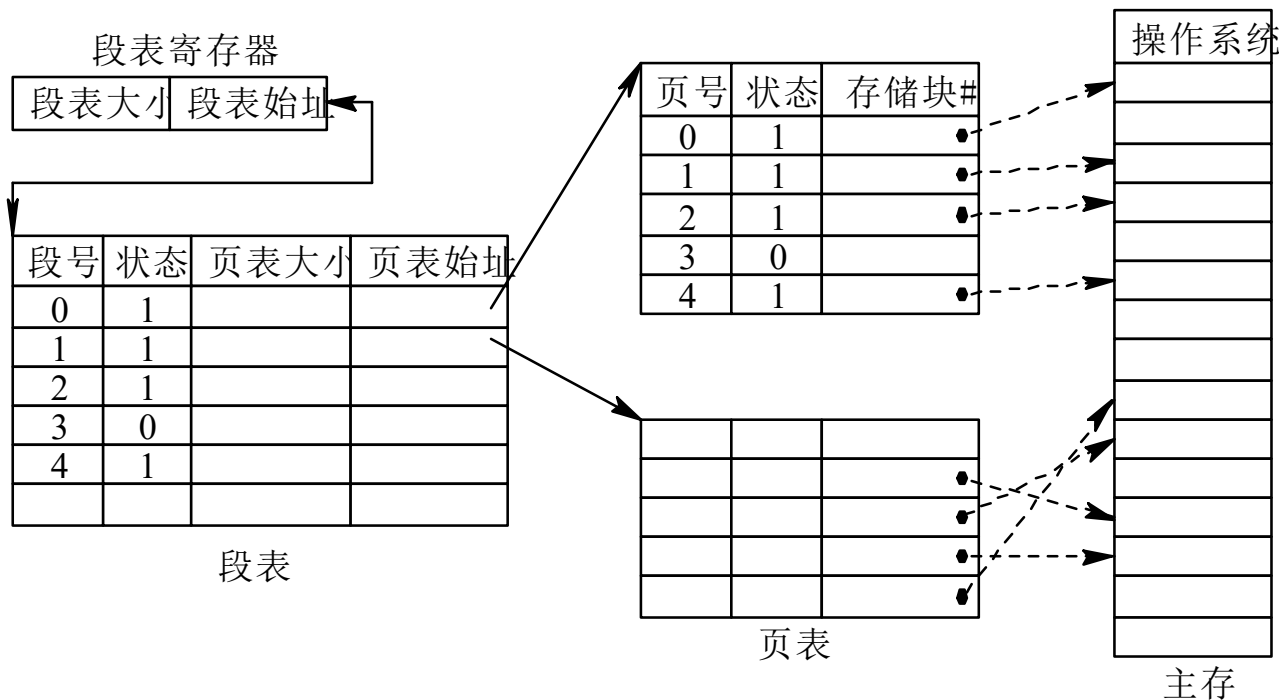 段表寄存器
段表大小 段表始址
段号 状态 页表大小 页表始址
0 1
1 1
2 1
3 0
4 1
段表
页号 状态 存储块#
0 1
1 1
2 1
3 0
4 1
页表
操作系统
主存